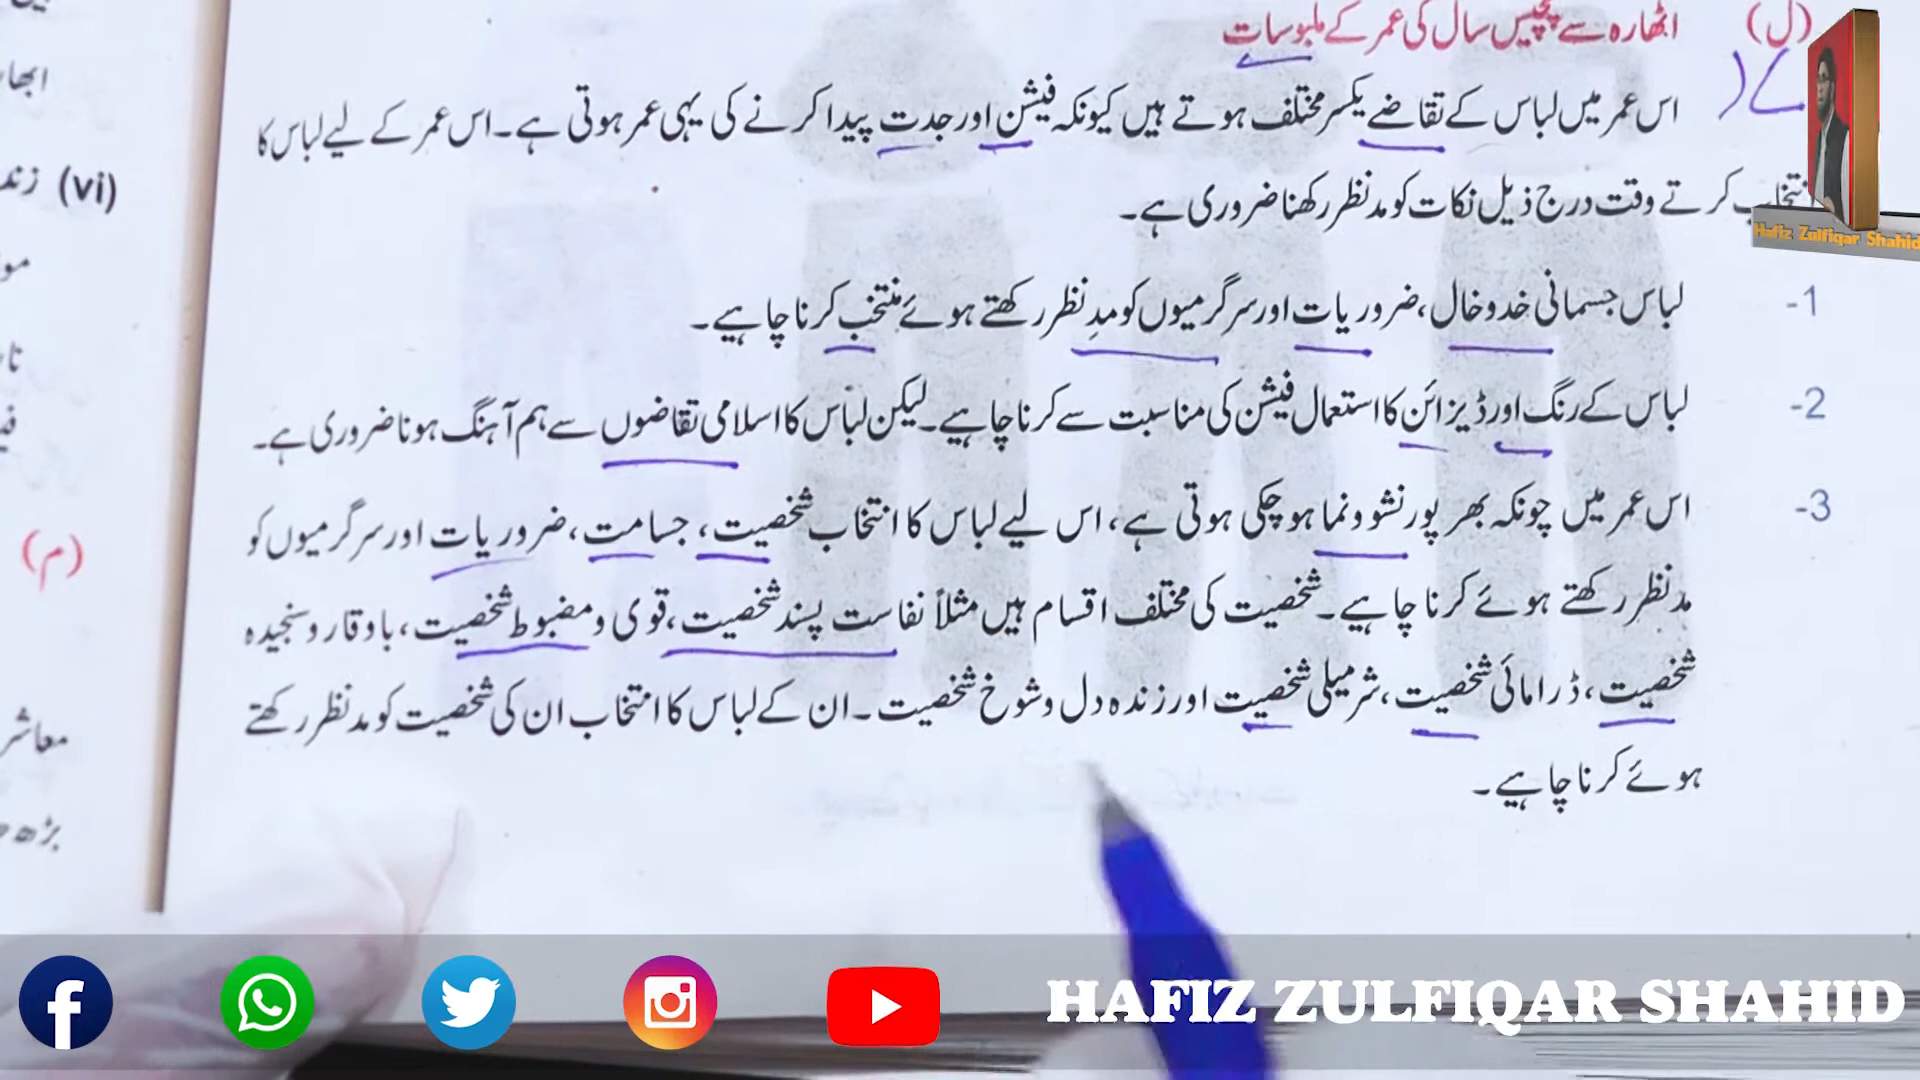 (ل) اٹھارہ سے پچیس سال کی عمر کے ملبوسات
اس عمر میں لباس کے تقاضے یکسر مختلف ہوتے ہیں کیونکہ فیشن اور جدت پیدا کرنے کی یہی عمر ہوتی ہے۔ اس عمر کے لیے لباس کا
انتخاب کرتے وقت درج ذیل نکات کو مدنظر رکھنا ضروری ہے۔
Hafiz Zulfiqar Shahid
-1 لباس جسمانی خدوخال، ضروریات اور سرگرمیوں کو مدِنظر رکھتے ہوئے منتخب کرنا چاہیے۔
-2 لباس کے رنگ اور ڈیزائن کا استعمال فیشن کی مناسبت سے کرنا چاہیے۔ لیکن لباس کا اسلامی تقاضوں سے ہم آہنگ ہونا ضروری ہے۔
-3 اس عمر میں چونکہ بھر پور نشوونما ہو چکی ہوتی ہے، اس لیے لباس کا انتخاب شخصیت، جسامت، ضروریات اور سرگرمیوں کو
مدنظر رکھتے ہوئے کرنا چاہیے۔ شخصیت کی مختلف اقسام ہیں مثلاً نفاست پسند شخصیت، قوی و مضبوط شخصیت، باوقار و سنجیدہ
شخصیت، ڈرامائی شخصیت، شرمیلی شخصیت اور زندہ دل و شوخ شخصیت۔ ان کے لباس کا انتخاب ان کی شخصیت کو مدنظر رکھتے
ہوئے کرنا چاہیے۔
(vi)
(م)
HAFIZ ZULFIQAR SHAHID